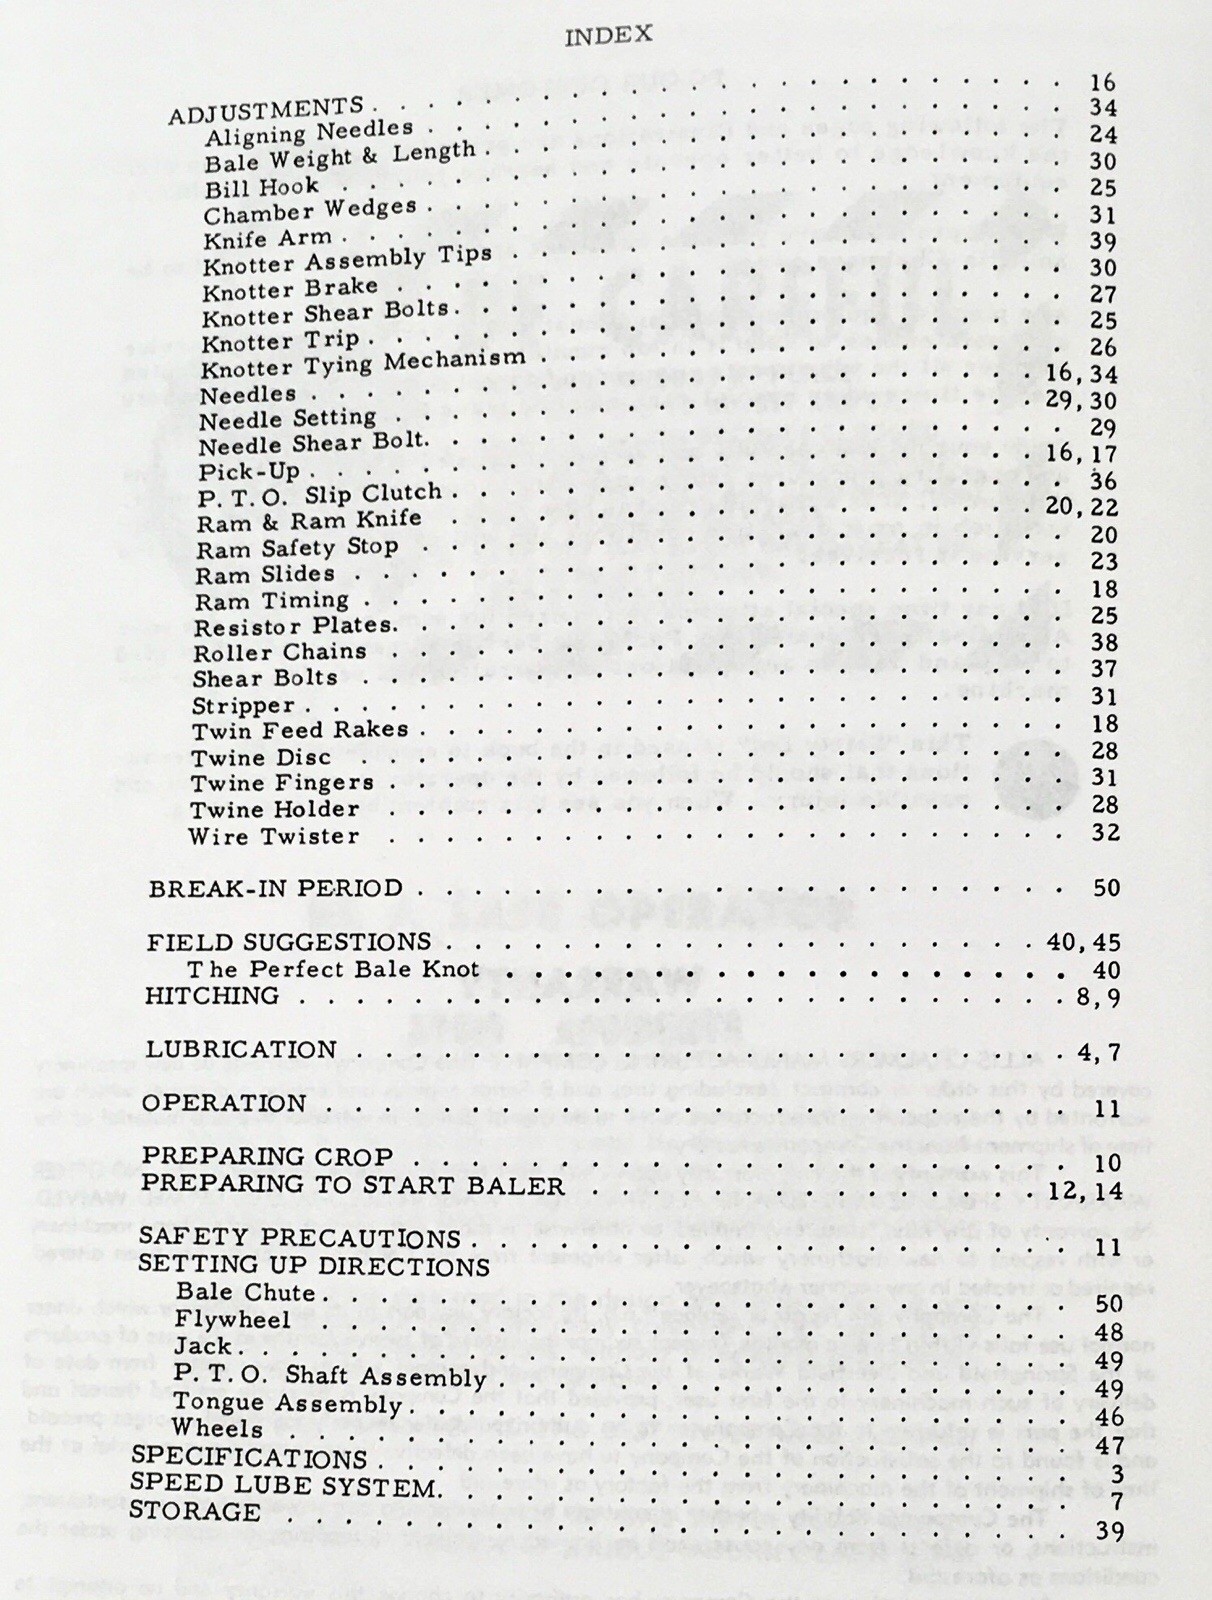 INDEX
ADJUSTMENTS . . . . . . . . . . . . . . . . . . . . 16
Aligning Needles . . . . . . . . . . . . . . . . . . . . 34
Bale Weight & Length . . . . . . . . . . . . . . . . . . . . 24
Bill Hook . . . . . . . . . . . . . . . . . . . . 30
Chamber Wedges . . . . . . . . . . . . . . . . . . . . 25
Knife Arm . . . . . . . . . . . . . . . . . . . . 31
Knotter Assembly Tips . . . . . . . . . . . . . . . . . . . . 39
Knotter Brake . . . . . . . . . . . . . . . . . . . . 30
Knotter Shear Bolts . . . . . . . . . . . . . . . . . . . . 27
Knotter Trip . . . . . . . . . . . . . . . . . . . . 25
Knotter Tying Mechanism . . . . . . . . . . . . . . . . . . . . 26
Needles . . . . . . . . . . . . . . . . . . . . 16, 34
Needle Setting . . . . . . . . . . . . . . . . . . . . 29, 30
Needle Shear Bolt . . . . . . . . . . . . . . . . . . . . 29
Pick-Up . . . . . . . . . . . . . . . . . . . . 16, 17
P. T. O. Slip Clutch . . . . . . . . . . . . . . . . . . . . 36
Ram & Ram Knife . . . . . . . . . . . . . . . . . . . . 20, 22
Ram Safety Stop . . . . . . . . . . . . . . . . . . . . 20
Ram Slides . . . . . . . . . . . . . . . . . . . . 23
Ram Timing . . . . . . . . . . . . . . . . . . . . 18
Resistor Plates . . . . . . . . . . . . . . . . . . . . 25
Roller Chains . . . . . . . . . . . . . . . . . . . . 38
Shear Bolts . . . . . . . . . . . . . . . . . . . . 37
Stripper . . . . . . . . . . . . . . . . . . . . 31
Twin Feed Rakes . . . . . . . . . . . . . . . . . . . . 18
Twine Disc . . . . . . . . . . . . . . . . . . . . 28
Twine Fingers . . . . . . . . . . . . . . . . . . . . 31
Twine Holder . . . . . . . . . . . . . . . . . . . . 28
Wire Twister . . . . . . . . . . . . . . . . . . . . 32
BREAK-IN PERIOD . . . . . . . . . . . . . . . . . . . . 50
FIELD SUGGESTIONS . . . . . . . . . . . . . . . . . . . . 40, 45
The Perfect Bale Knot . . . . . . . . . . . . . . . . . . . . 40
HITCHING . . . . . . . . . . . . . . . . . . . . 8, 9
LUBRICATION . . . . . . . . . . . . . . . . . . . . 4, 7
OPERATION . . . . . . . . . . . . . . . . . . . . 11
PREPARING CROP . . . . . . . . . . . . . . . . . . . . 10
PREPARING TO START BALER . . . . . . . . . . . . . . . . . 12, 14
SAFETY PRECAUTIONS . . . . . . . . . . . . . . . . . . . . 11
SETTING UP DIRECTIONS
Bale Chute . . . . . . . . . . . . . . . . . . . . 50
Flywheel . . . . . . . . . . . . . . . . . . . . 48
Jack . . . . . . . . . . . . . . . . . . . . 49
P. T. O. Shaft Assembly . . . . . . . . . . . . . . . . . . . . 49
Tongue Assembly . . . . . . . . . . . . . . . . . . . . 46
Wheels . . . . . . . . . . . . . . . . . . . . 47
SPECIFICATIONS . . . . . . . . . . . . . . . . . . . . 3
SPEED LUBE SYSTEM . . . . . . . . . . . . . . . . . . . . 7
STORAGE . . . . . . . . . . . . . . . . . . . . 39